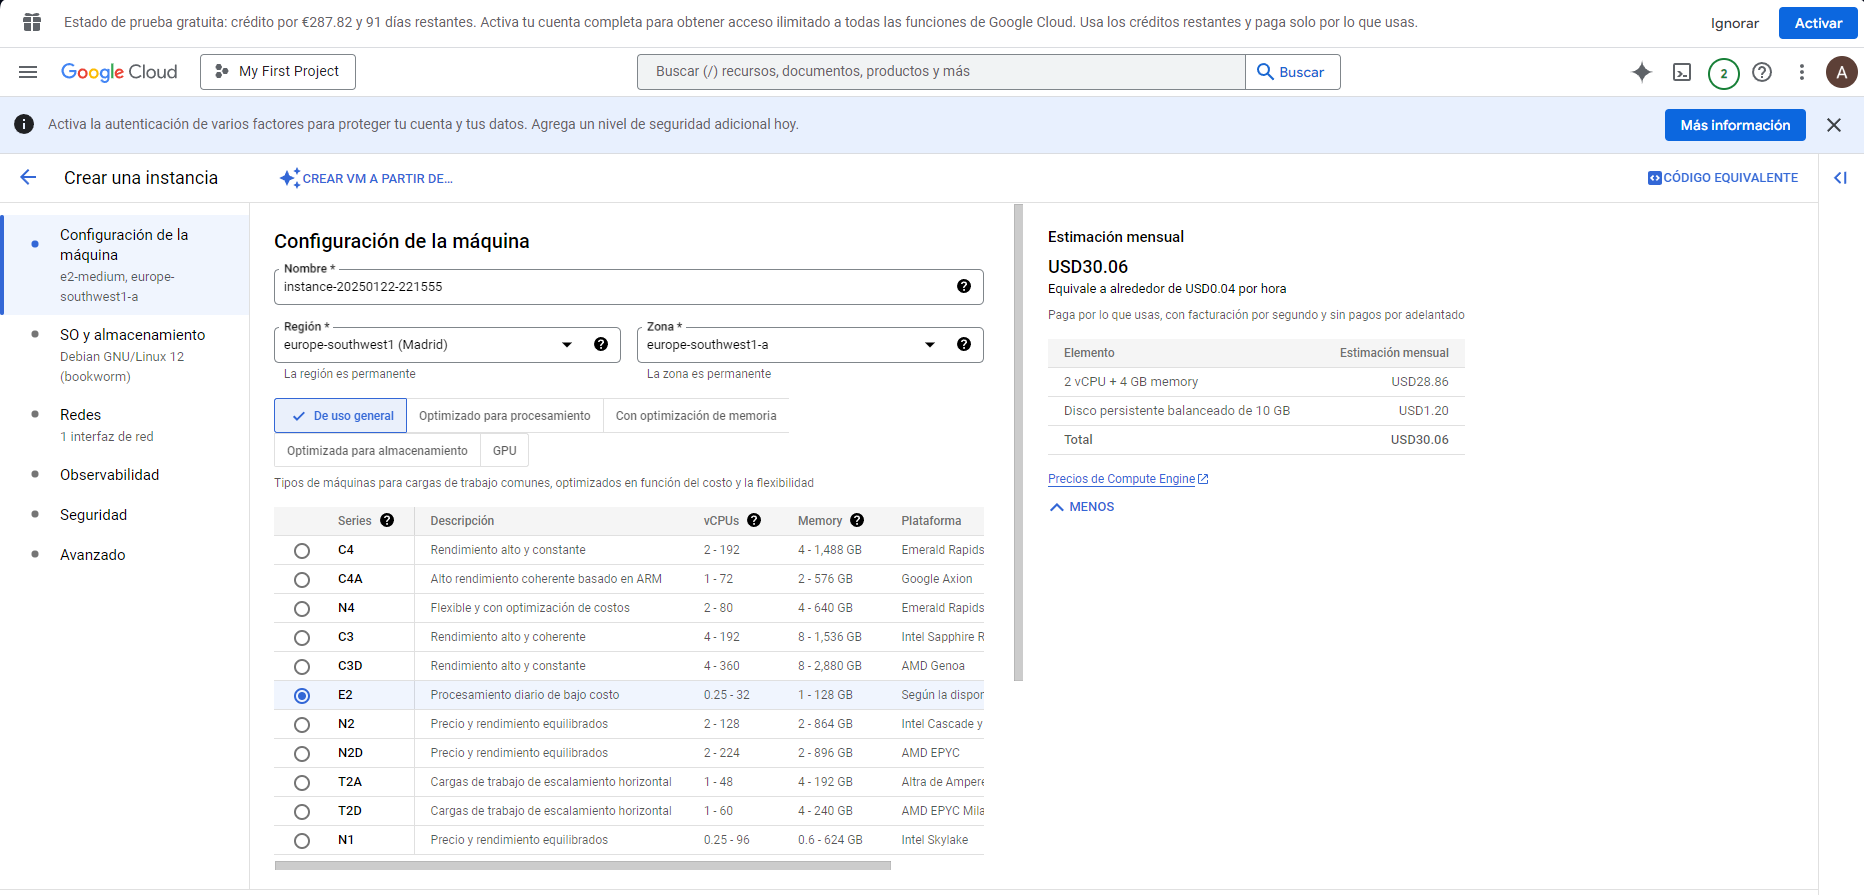 Estado de prueba gratuita: crédito por €287.82 y 91 días restantes. Activa tu cuenta completa para obtener acceso ilimitado a todas las funciones de Google Cloud. Usa los créditos restantes y paga solo por lo que usas.
Ignorar
Activar
Google Cloud
My First Project
Buscar (/) recursos, documentos, productos y más
Buscar
2
A
Activa la autenticación de varios factores para proteger tu cuenta y tus datos. Agrega un nivel de seguridad adicional hoy.
Más información
Crear una instancia
CREAR VM A PARTIR DE...
CÓDIGO EQUIVALENTE
Configuración de la
máquina
e2-medium, europe-
southwest1-a
SO y almacenamiento
Debian GNU/Linux 12
(bookworm)
Redes
1 interfaz de red
Observabilidad
Seguridad
Avanzado
Configuración de la máquina
Nombre *
instance-20250122-221555
Región *
europe-southwest1 (Madrid)
La región es permanente
Zona *
europe-southwest1-a
La zona es permanente
De uso general
Optimizado para procesamiento
Con optimización de memoria
Optimizada para almacenamiento
GPU
Tipos de máquinas para cargas de trabajo comunes, optimizados en función del costo y la flexibilidad
Series Descripción vCPUs Memory Plataforma
C4 Rendimiento alto y constante 2 - 192 4 - 1,488 GB Emerald Rapids
C4A Alto rendimiento coherente basado en ARM 1 - 72 2 - 576 GB Google Axion
N4 Flexible y con optimización de costos 2 - 80 4 - 640 GB Emerald Rapids
C3 Rendimiento alto y coherente 4 - 192 8 - 1,536 GB Intel Sapphire R
C3D Rendimiento alto y constante 4 - 360 8 - 2,880 GB AMD Genoa
E2 Procesamiento diario de bajo costo 0.25 - 32 1 - 128 GB Según la dispor
N2 Precio y rendimiento equilibrados 2 - 128 2 - 864 GB Intel Cascade y
N2D Precio y rendimiento equilibrados 2 - 224 2 - 896 GB AMD EPYC
T2A Cargas de trabajo de escalamiento horizontal 1 - 48 4 - 192 GB Altra de Ampere
T2D Cargas de trabajo de escalamiento horizontal 1 - 60 4 - 240 GB AMD EPYC Mila
N1 Precio y rendimiento equilibrados 0.25 - 96 0.6 - 624 GB Intel Skylake
Estimación mensual
USD30.06
Equivale a alrededor de USD0.04 por hora
Paga por lo que usas, con facturación por segundo y sin pagos por adelantado
Elemento Estimación mensual
2 vCPU + 4 GB memory USD28.86
Disco persistente balanceado de 10 GB USD1.20
Total USD30.06
Precios de Compute Engine
MENOS